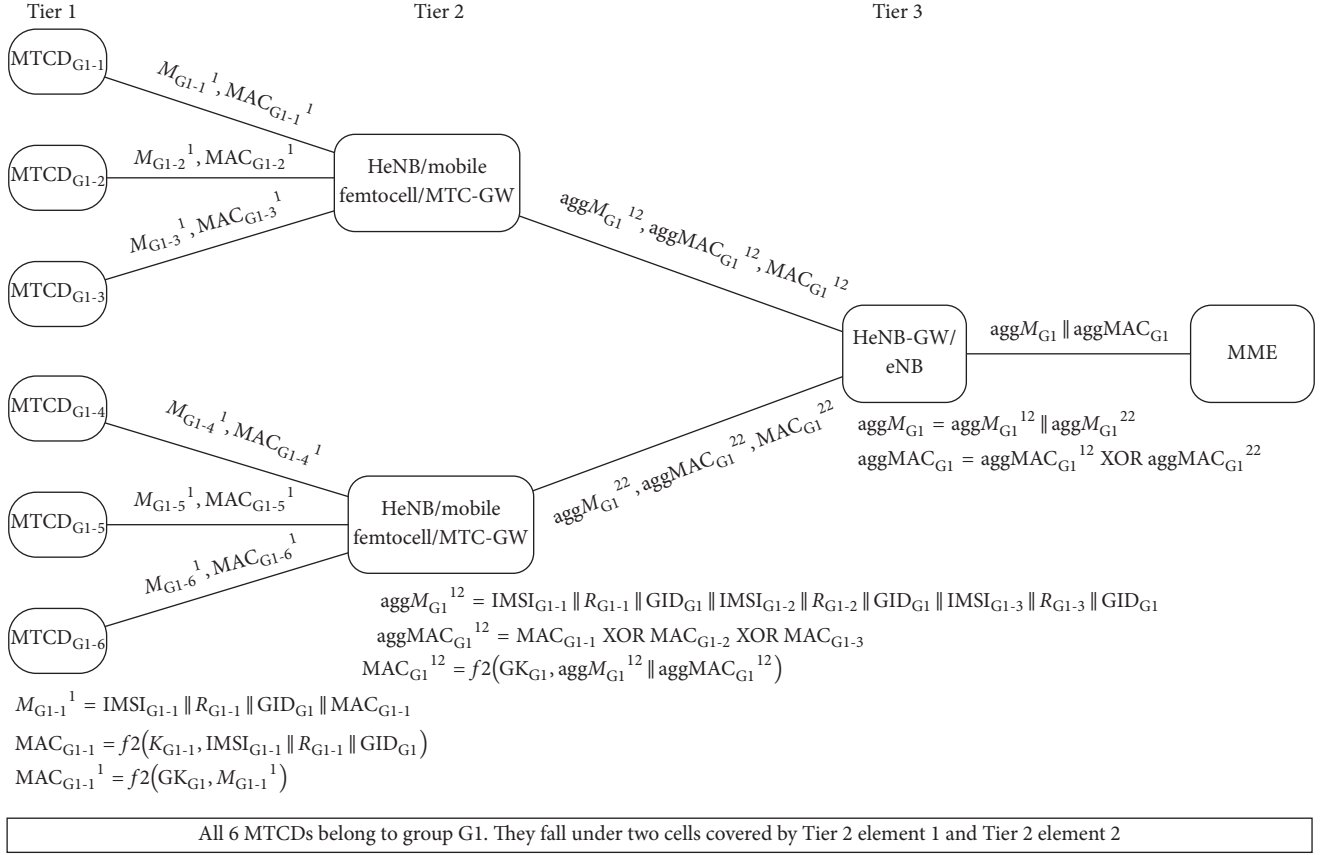 Tier 1
Tier 2
Tier 3
MTCD_G1-1
M_G1-1^1, MAC_G1-1^1
MTCD_G1-2
M_G1-2^1, MAC_G1-2^1
MTCD_G1-3
M_G1-3^1, MAC_G1-3^1
HeNB/mobile
femtocell/MTC-GW
aggM_G1^12, aggMAC_G1^12, MAC_G1^12
MTCD_G1-4
M_G1-4^1, MAC_G1-4^1
MTCD_G1-5
M_G1-5^1, MAC_G1-5^1
MTCD_G1-6
M_G1-6^1, MAC_G1-6^1
HeNB/mobile
femtocell/MTC-GW
aggM_G1^22, aggMAC_G1^22, MAC_G1^22
HeNB-GW/
eNB
aggM_G1 ‖ aggMAC_G1
MME
aggM_G1 = aggM_G1^12 ‖ aggM_G1^22
aggMAC_G1 = aggMAC_G1^12 XOR aggMAC_G1^22
aggM_G1^12 = IMSI_G1-1 ‖ R_G1-1 ‖ GID_G1 ‖ IMSI_G1-2 ‖ R_G1-2 ‖ GID_G1 ‖ IMSI_G1-3 ‖ R_G1-3 ‖ GID_G1
aggMAC_G1^12 = MAC_G1-1 XOR MAC_G1-2 XOR MAC_G1-3
MAC_G1^12 = f2(GK_G1, aggM_G1^12 ‖ aggMAC_G1^12)
M_G1-1^1 = IMSI_G1-1 ‖ R_G1-1 ‖ GID_G1 ‖ MAC_G1-1
MAC_G1-1 = f2(K_G1-1, IMSI_G1-1 ‖ R_G1-1 ‖ GID_G1)
MAC_G1-1^1 = f2(GK_G1, M_G1-1^1)
All 6 MTCDs belong to group G1. They fall under two cells covered by Tier 2 element 1 and Tier 2 element 2